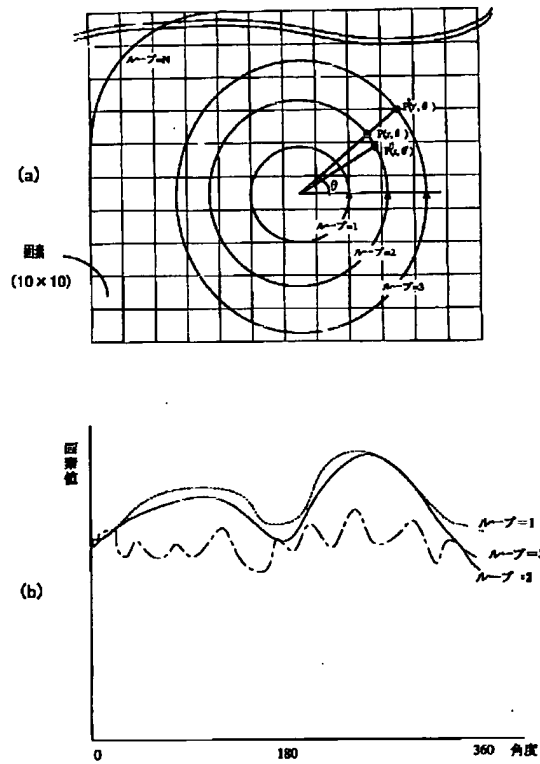 ループ=N
P(r', θ)
P(r, θ)
P(r, θ')
(a)
θ
ループ=1
ループ=2
ループ=3
画素
(10×10)
画素値
ループ=1
ループ=3
ループ=2
(b)
0
180
360
角度